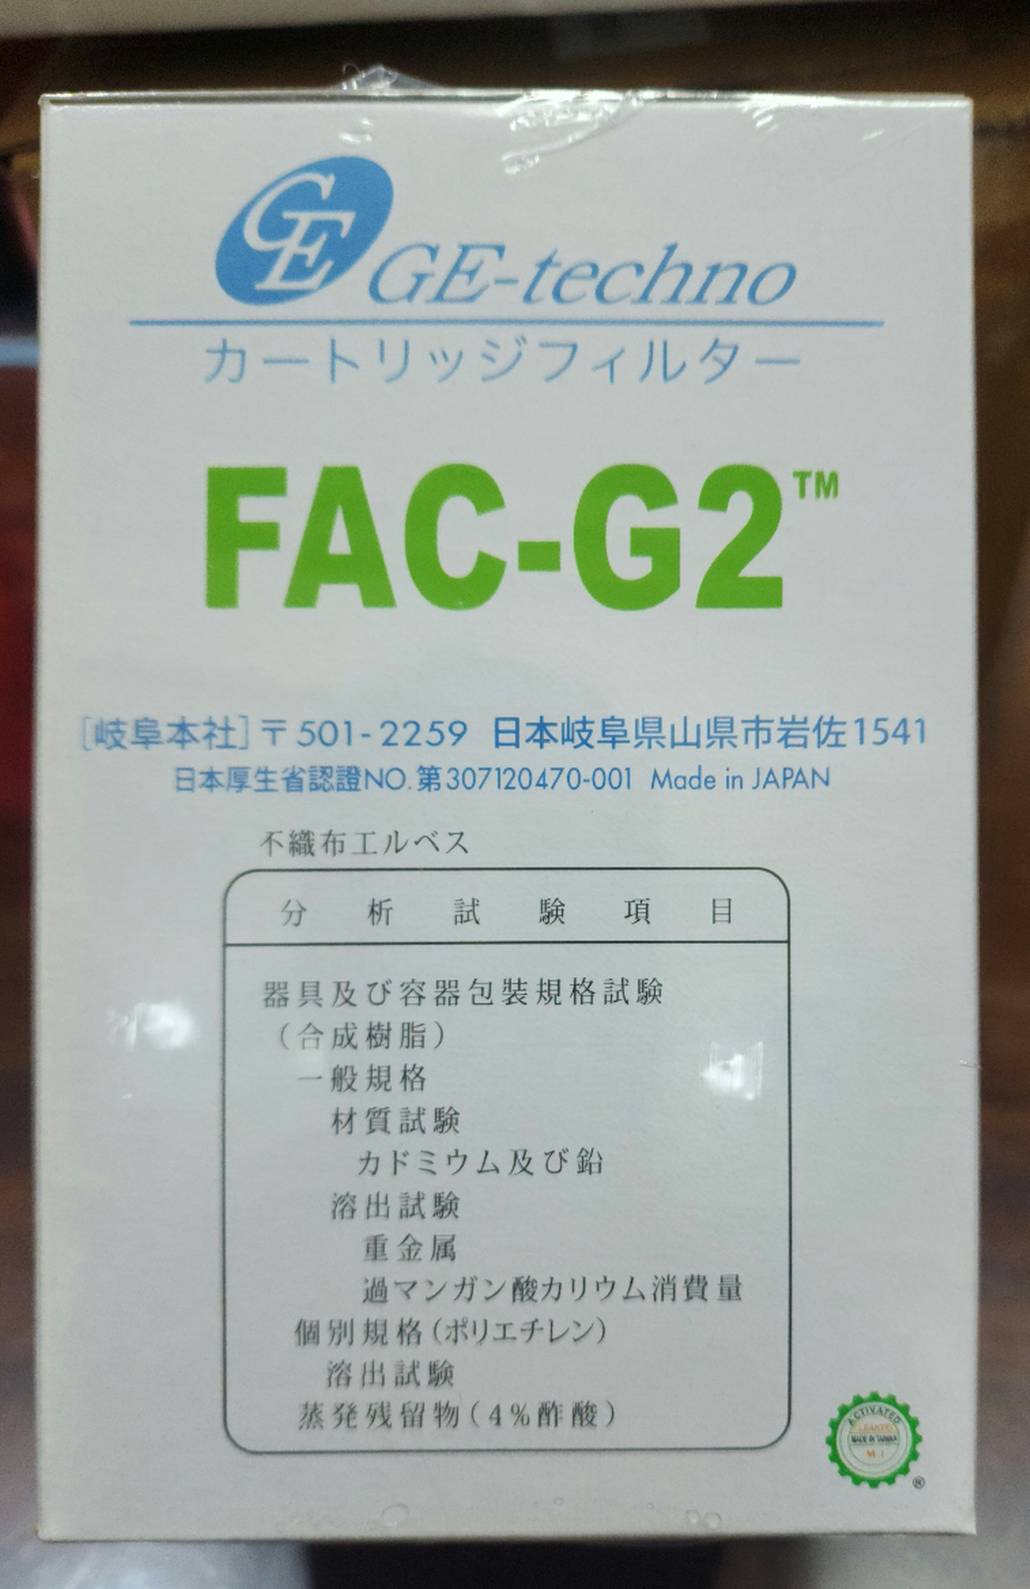 GE GE-techno
カートリッジフィルター
FAC-G2™
[岐阜本社]〒501-2259 日本岐阜県山県市岩佐1541
日本厚生省認證NO.第307120470-001 Made in JAPAN
不織布エルベス
分析試験項目
器具及び容器包装規格試験
(合成樹脂)
一般規格
材質試験
カドミウム及び鉛
溶出試験
重金属
過マンガン酸カリウム消費量
個別規格(ポリエチレン)
溶出試験
蒸発残留物(4%酢酸)
ACTIVATED
MADE IN TAIWAN
®